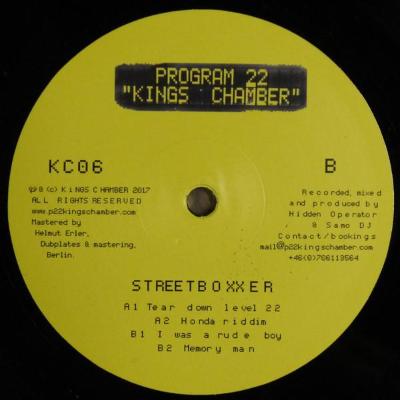 PROGRAM 22
"KINGS CHAMBER"
KC06
B
℗ & (c) KINGS CHAMBER 2017
ALL RIGHTS RESERVED
www.p22kingschamber.com
Mastered by
Helmut Erler,
Dubplates & mastering,
Berlin.
Recorded, mixed
and produced by
Hidden Operator
& Samo DJ
Contact/bookings
mail@p22kingschamber.com
+46(0)706119564
STREETBOXXER
A1 Tear down level 22
A2 Honda riddim
B1 I was a rude boy
B2 Memory man